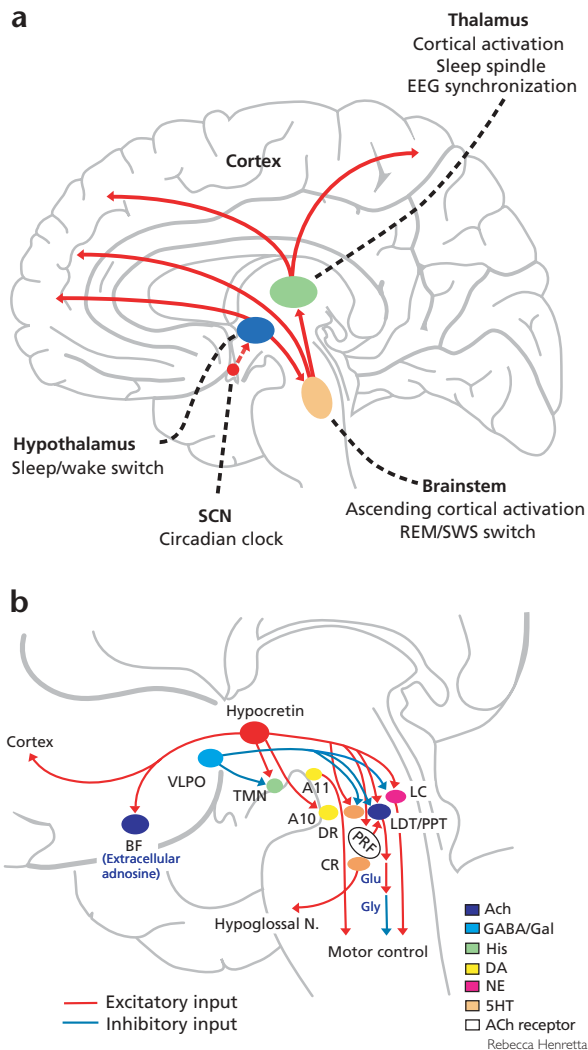 a
Thalamus
Cortical activation
Sleep spindle
EEG synchronization
Cortex
Hypothalamus
Sleep/wake switch
SCN
Circadian clock
Brainstem
Ascending cortical activation
REM/SWS switch
b
Hypocretin
Cortex
VLPO
TMN
A11
LC
A10
DR
LDT/PPT
BF
(Extracellular
adnosine)
PRF
CR
Glu
Gly
Hypoglossal N.
Motor control
Excitatory input
Inhibitory input
Ach
GABA/Gal
His
DA
NE
5HT
ACh receptor
Rebecca Henretta